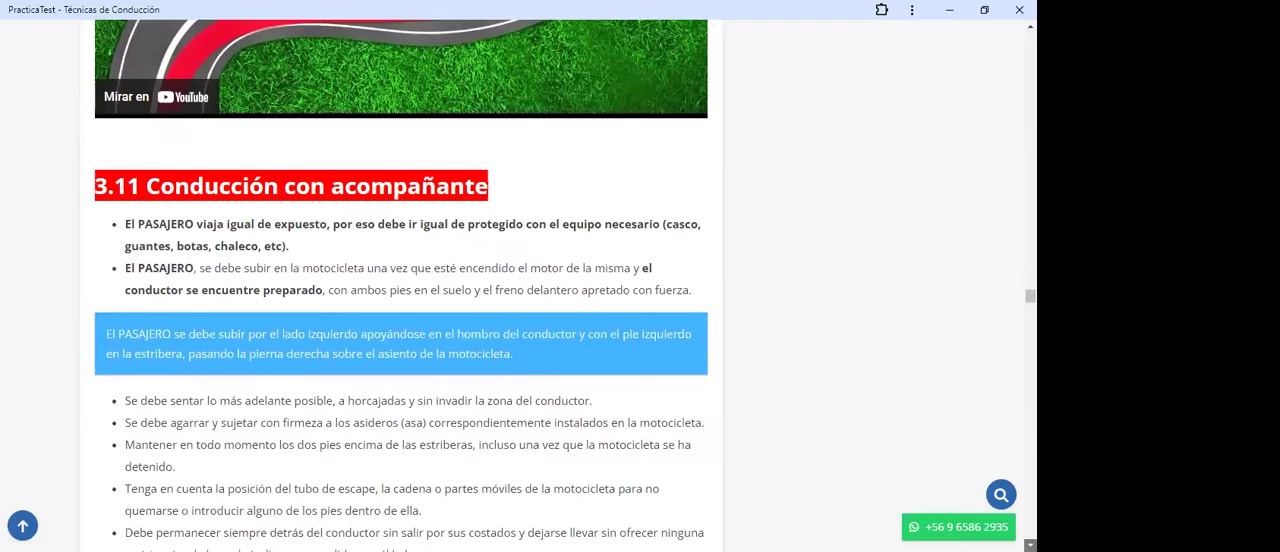 PracticaTest - Técnicas de Conducción
Mirar en YouTube
3.11 Conducción con acompañante
• El PASAJERO viaja igual de expuesto, por eso debe ir igual de protegido con el equipo necesario (casco,
guantes, botas, chaleco, etc).
• El PASAJERO, se debe subir en la motocicleta una vez que esté encendido el motor de la misma y el
conductor se encuentre preparado, con ambos pies en el suelo y el freno delantero apretado con fuerza.
El PASAJERO se debe subir por el lado izquierdo apoyándose en el hombro del conductor y con el pie izquierdo
en la estribera, pasando la pierna derecha sobre el asiento de la motocicleta.
• Se debe sentar lo más adelante posible, a horcajadas y sin invadir la zona del conductor.
• Se debe agarrar y sujetar con firmeza a los asideros (asa) correspondientemente instalados en la motocicleta.
• Mantener en todo momento los dos pies encima de las estriberas, incluso una vez que la motocicleta se ha
detenido.
• Tenga en cuenta la posición del tubo de escape, la cadena o partes móviles de la motocicleta para no
quemarse o introducir alguno de los pies dentro de ella.
• Debe permanecer siempre detrás del conductor sin salir por sus costados y dejarse llevar sin ofrecer ninguna
+56 9 6586 2935